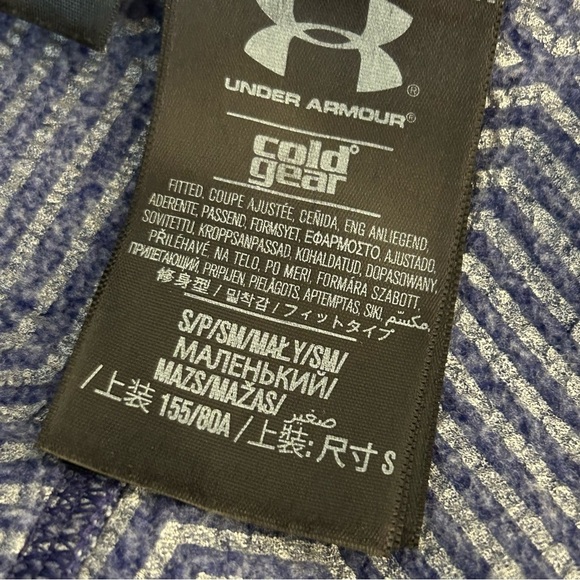 UNDER ARMOUR®
cold
gear
FITTED, COUPE AJUSTÉE, CEÑIDA, ENG ANLIEGEND,
ADERENTE, PASSEND, FORMSYET, ΕΦΑΡΜΟΣΤΟ, AJUSTADO,
SOVITETTU, KROPPSANPASSAD, KOHALDATUD, DOPASOWANY,
PŘILÉHAVÉ, NA TELO, PO MERI, FORMÁRA SZABOTT,
ПРИЛЕГАЮЩИЙ, PRIPIJEN, PIELĀGOTS, APTEMPTAS, SIKI, مكسّم,
修身型 / 밀착감 / フィットタイプ
S/P/SM/MAŁY/SM/
МАЛЕНЬКИЙ/
MAZS/MAŽAS/ صغير
/上装 155/80A /上裝: 尺寸 S